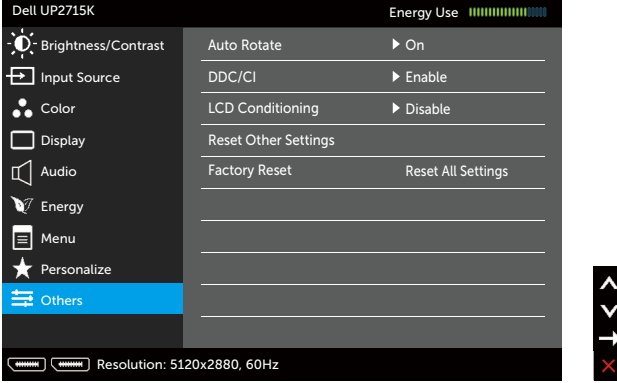 Dell UP2715K Energy Use
Brightness/Contrast Auto Rotate On
Input Source DDC/CI Enable
Color LCD Conditioning Disable
Display Reset Other Settings
Audio Factory Reset Reset All Settings
Energy
Menu
Personalize
Others
Resolution: 5120x2880, 60Hz